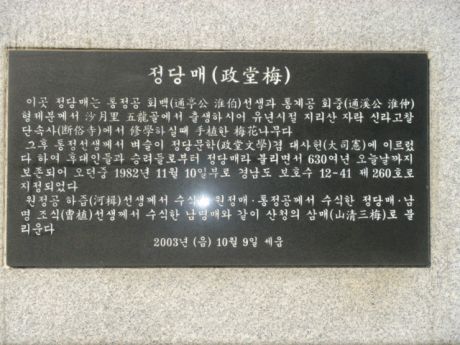 정당매(政堂梅)
이곳 정당매는 통정공 회백(通亭公 淮伯)선생과 통계공 회중(通溪公 淮仲)
형제분께서 汐月里 五龍골에서 출생하시어 유년시절 지리산 자락 신라고찰
단속사(断俗寺)에서 修學하실때 手植한 梅花나무다
그후 통정선생께서 벼슬이 정당문학(政堂文學)겸 대사헌(大司憲)에 이르렀
다 하여 후대인들과 승려들로부터 정당매라 불리면서 630여년 오늘날까지
보존되어 오던중 1982년 11월 10일부로 경남도 보호수 12-41 제260호로
지정되었다
원정공 하즙(河楫)선생께서 수식한 원정매·통정공께서 수식한 정당매·남
명 조식(曺植)선생께서 수식한 남명매와 같이 산청의 삼매(山清三梅)로 불
리운다
2003년 (음) 10월 9일 세움